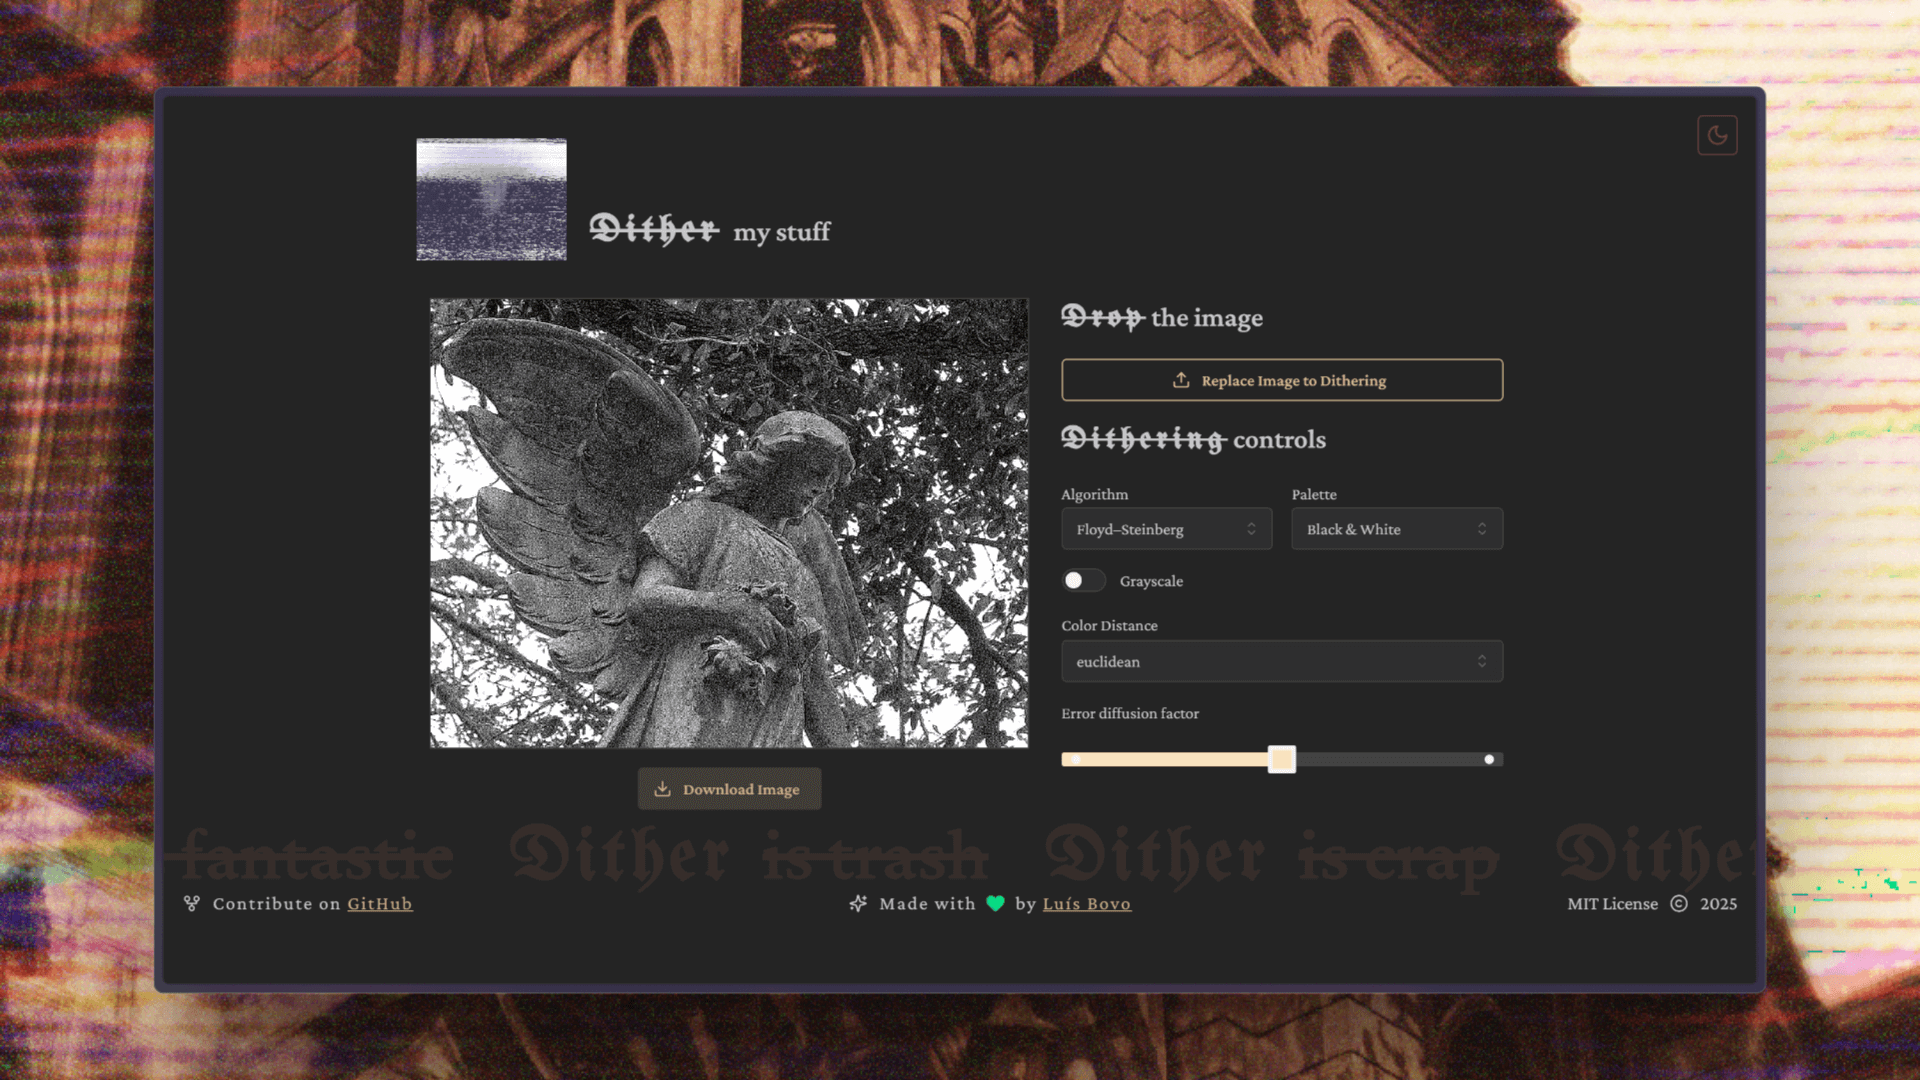 Dither my stuff
Drop the image
Replace Image to Dithering
Dithering controls
Algorithm
Palette
Floyd–Steinberg
Black & White
Grayscale
Color Distance
euclidean
Error diffusion factor
Download Image
fantastic Dither is trash Dither is crap Dither
Contribute on GitHub
Made with by Luís Bovo
MIT License © 2025